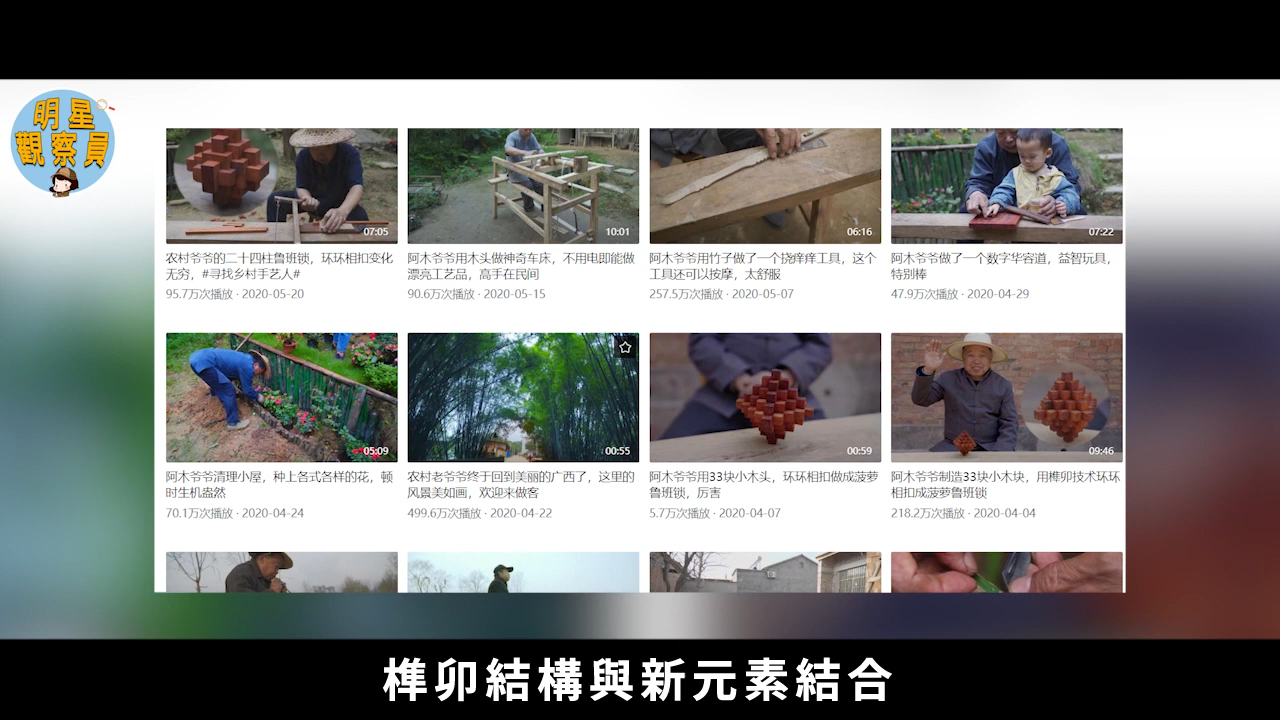 明星
觀察員
07:05
10:01
06:16
07:22
农村爷爷的二十四柱鲁班锁，环环相扣变化
无穷，#寻找乡村手艺人#
95.7万次播放 · 2020-05-20
阿木爷爷用木头做神奇车床，不用电即能做
漂亮工艺品，高手在民间
90.6万次播放 · 2020-05-15
阿木爷爷用竹子做了一个挠痒痒工具，这个
工具还可以按摩，太舒服
257.5万次播放 · 2020-05-07
阿木爷爷做了一个数字华容道，益智玩具，
特别棒
47.9万次播放 · 2020-04-29
05:09
00:55
00:59
09:46
阿木爷爷清理小屋，种上各式各样的花，顿
时生机盎然
70.1万次播放 · 2020-04-24
农村老爷爷终于回到美丽的广西了，这里的
风景美如画，欢迎来做客
499.6万次播放 · 2020-04-22
阿木爷爷用33块小木头，环环相扣做成菠萝
鲁班锁，厉害
5.7万次播放 · 2020-04-07
阿木爷爷制造33块小木块，用榫卯技术环环
相扣成菠萝鲁班锁
218.2万次播放 · 2020-04-04
榫卯結構與新元素結合